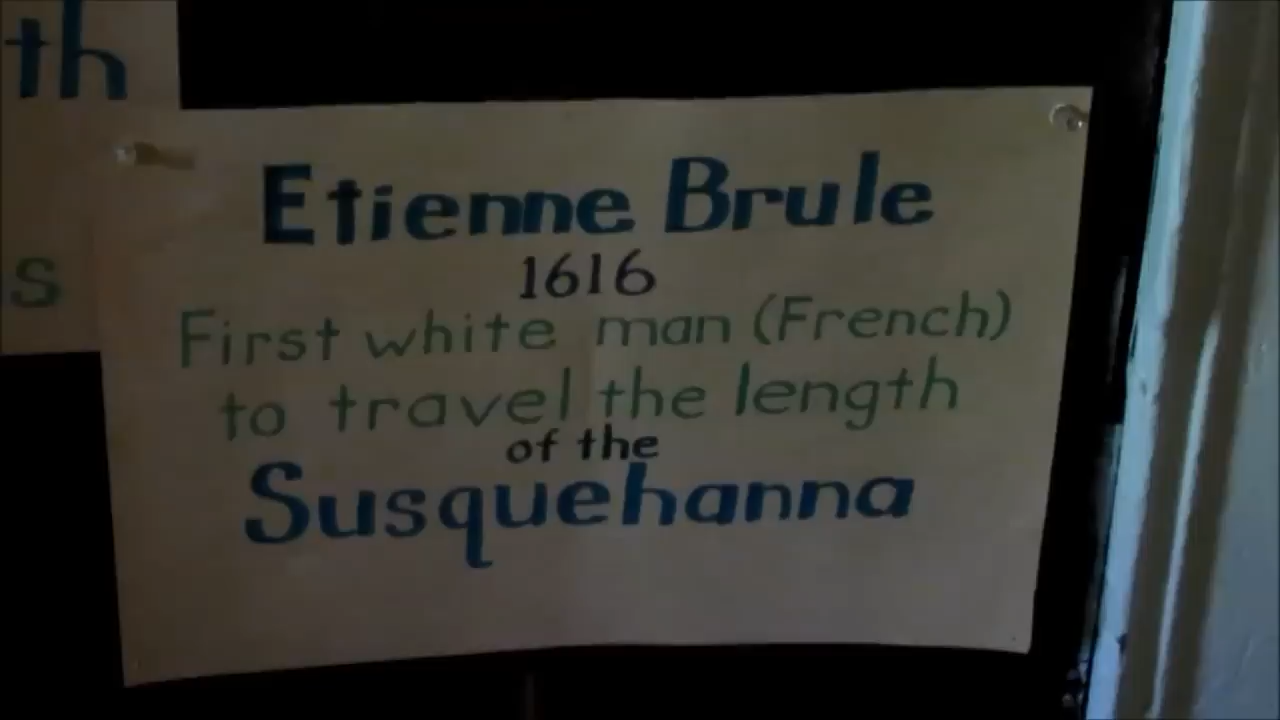 th
s
Etienne Brule
1616
First white man (French)
to travel the length
of the
Susquehanna